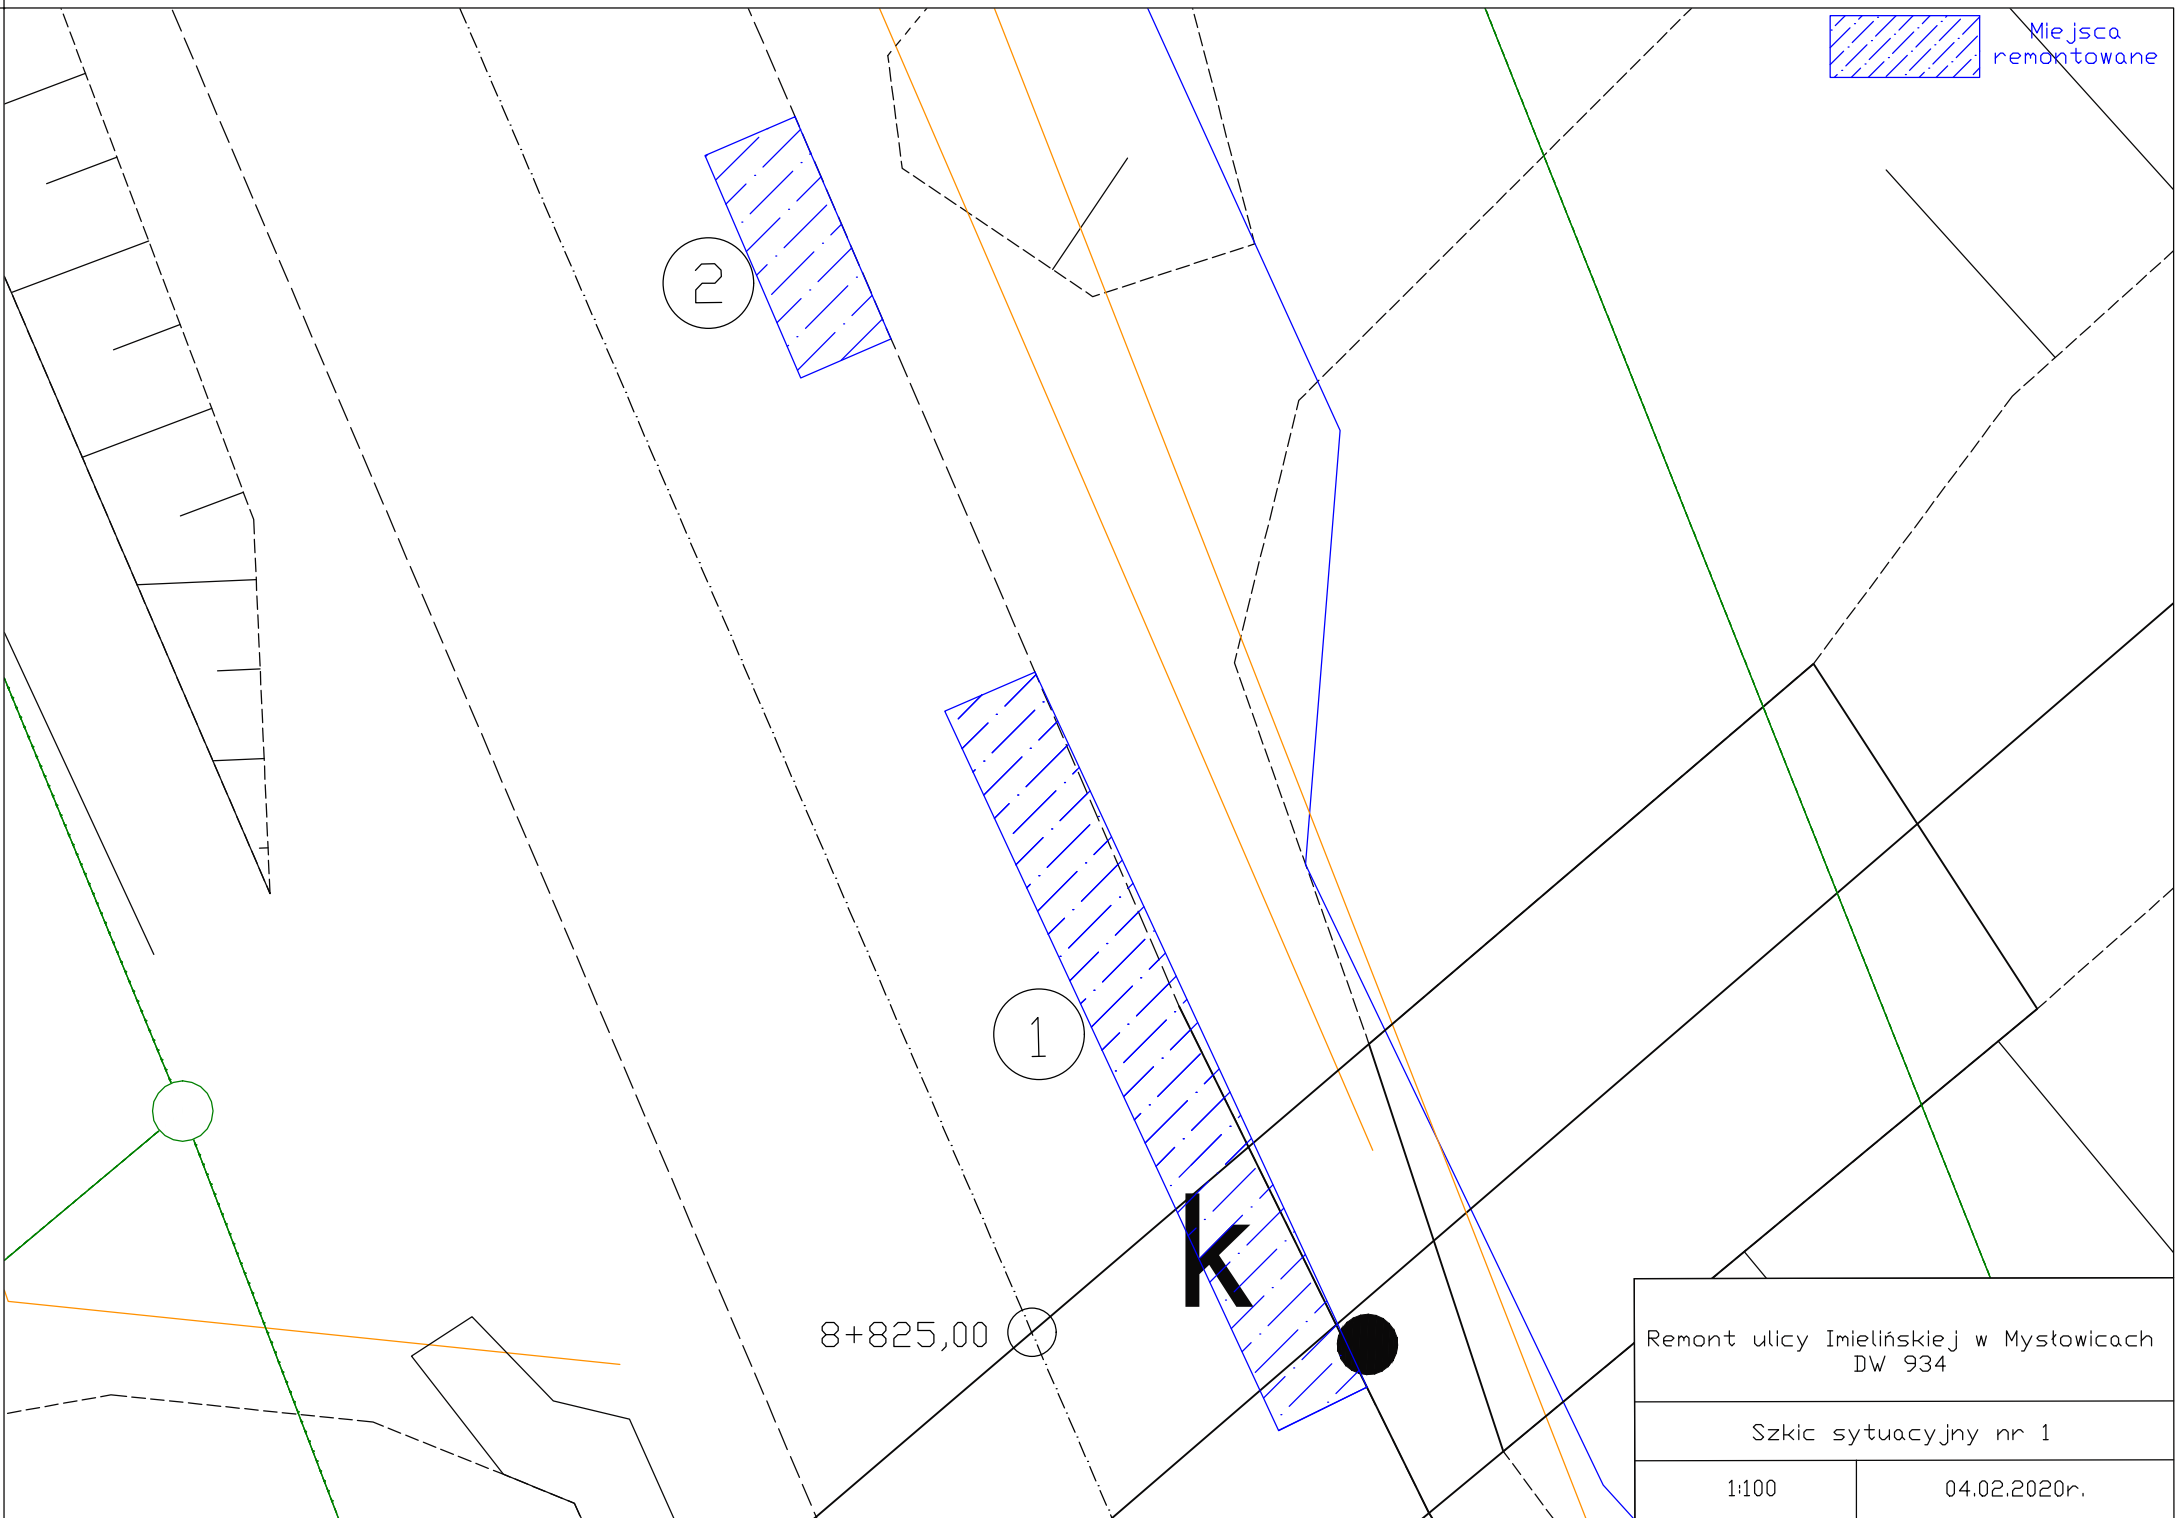 Miejsca
remontowane
2
1
k
8+825,00
Remont ulicy Imielińskiej w Mysłowicach
DW 934
Szkic sytuacyjny nr 1
1:100
04.02.2020r.